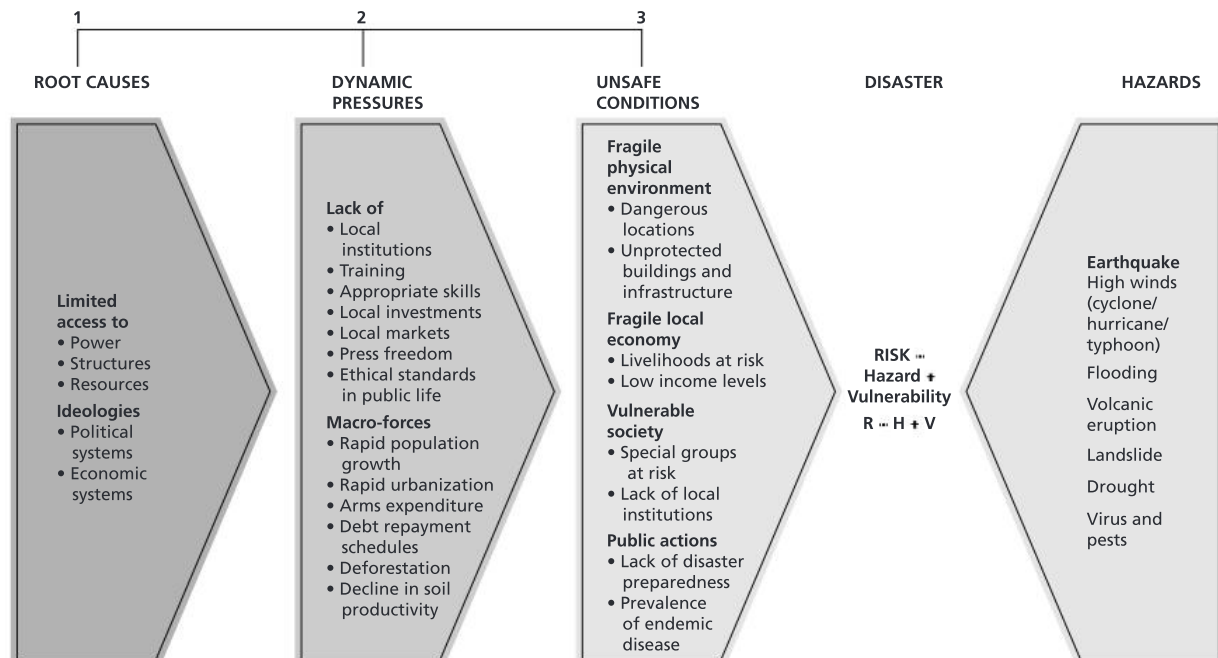 1
2
3
ROOT CAUSES
DYNAMIC
PRESSURES
UNSAFE
CONDITIONS
DISASTER
HAZARDS
Limited
access to
• Power
• Structures
• Resources
Ideologies
• Political
systems
• Economic
systems
Lack of
• Local
institutions
• Training
• Appropriate skills
• Local investments
• Local markets
• Press freedom
• Ethical standards
in public life
Macro-forces
• Rapid population
growth
• Rapid urbanization
• Arms expenditure
• Debt repayment
schedules
• Deforestation
• Decline in soil
productivity
Fragile
physical
environment
• Dangerous
locations
• Unprotected
buildings and
infrastructure
Fragile local
economy
• Livelihoods at risk
• Low income levels
Vulnerable
society
• Special groups
at risk
• Lack of local
institutions
Public actions
• Lack of disaster
preparedness
• Prevalence
of endemic
disease
RISK =
Hazard +
Vulnerability
R = H + V
Earthquake
High winds
(cyclone/
hurricane/
typhoon)
Flooding
Volcanic
eruption
Landslide
Drought
Virus and
pests